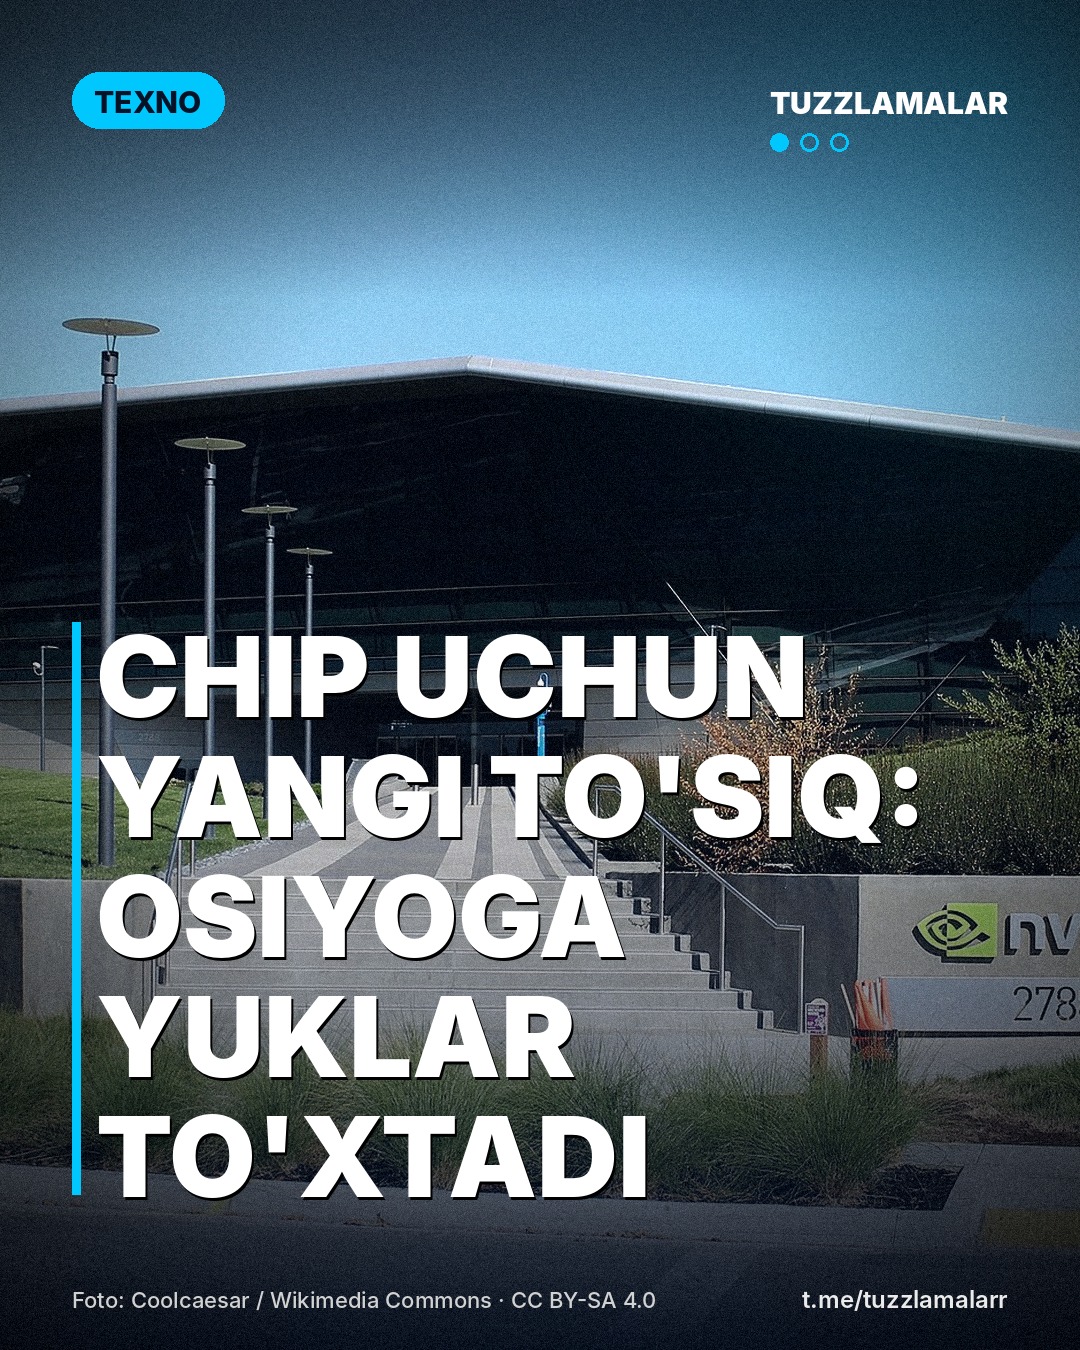 TEXNO
TUZZLAMALAR
CHIP UCHUN
YANGI TO'SIQ:
OSIYOGA
YUKLAR
TO'XTADI
278
Foto: Coolcaesar / Wikimedia Commons · CC BY-SA 4.0
t.me/tuzzlamalarr